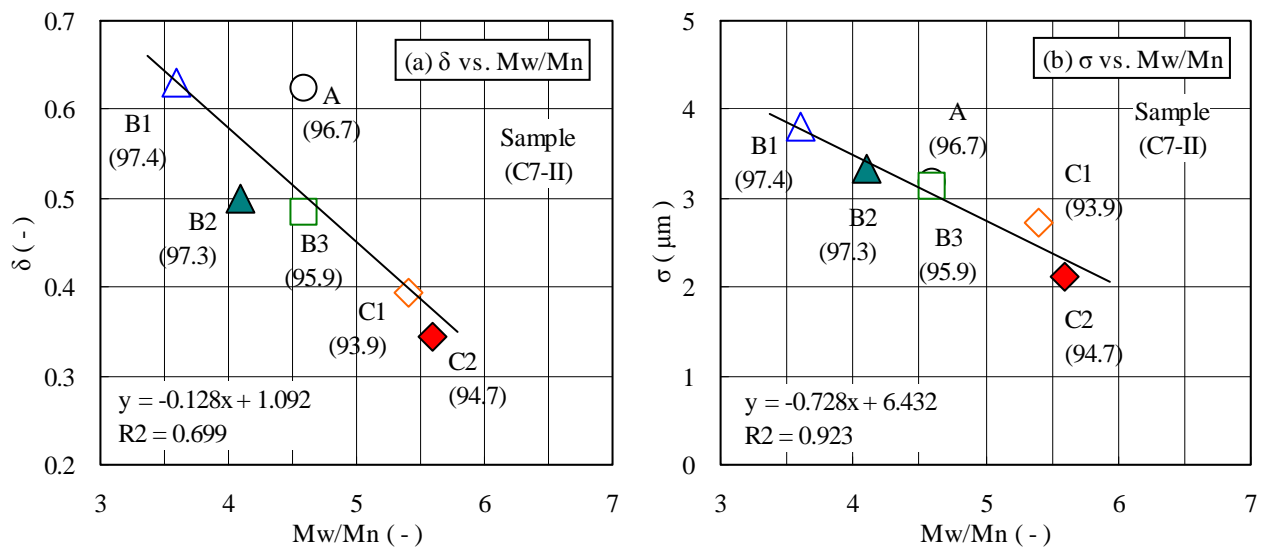 0.7
0.6
0.5
0.4
0.3
0.2
δ ( - )
3
4
5
6
7
Mw/Mn ( - )
(a) δ vs. Mw/Mn
Sample
(C7-II)
B1
(97.4)
A
(96.7)
B2
(97.3)
B3
(95.9)
C1
(93.9)
C2
(94.7)
y = -0.128x + 1.092
R2 = 0.699
5
4
3
2
1
0
σ ( μm )
3
4
5
6
7
Mw/Mn ( - )
(b) σ vs. Mw/Mn
Sample
(C7-II)
B1
(97.4)
A
(96.7)
B2
(97.3)
B3
(95.9)
C1
(93.9)
C2
(94.7)
y = -0.728x + 6.432
R2 = 0.923